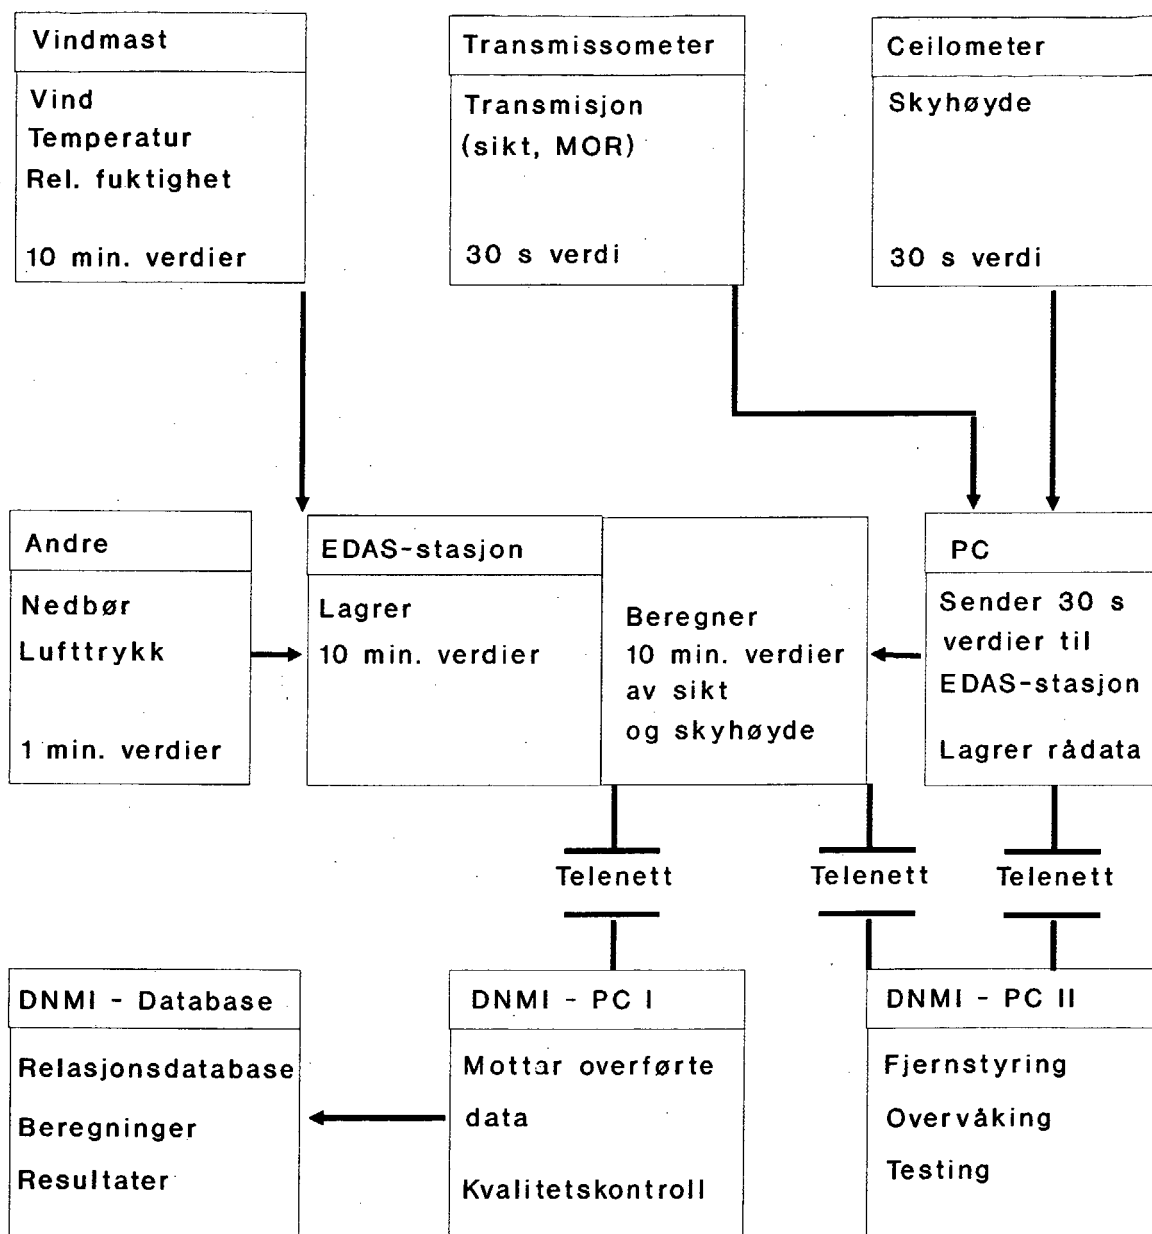 Vindmast
Vind
Temperatur
Rel. fuktighet
10 min. verdier
Transmissometer
Transmisjon
(sikt, MOR)
30 s verdi
Ceilometer
Skyhøyde
30 s verdi
Andre
Nedbør
Lufttrykk
1 min. verdier
EDAS-stasjon
Lagrer
10 min. verdier
Beregner
10 min. verdier
av sikt
og skyhøyde
PC
Sender 30 s
verdier til
EDAS-stasjon
Lagrer rådata
Telenett
Telenett
Telenett
DNMI - Database
Relasjonsdatabase
Beregninger
Resultater
DNMI - PC I
Mottar overførte
data
Kvalitetskontroll
DNMI - PC II
Fjernstyring
Overvåking
Testing